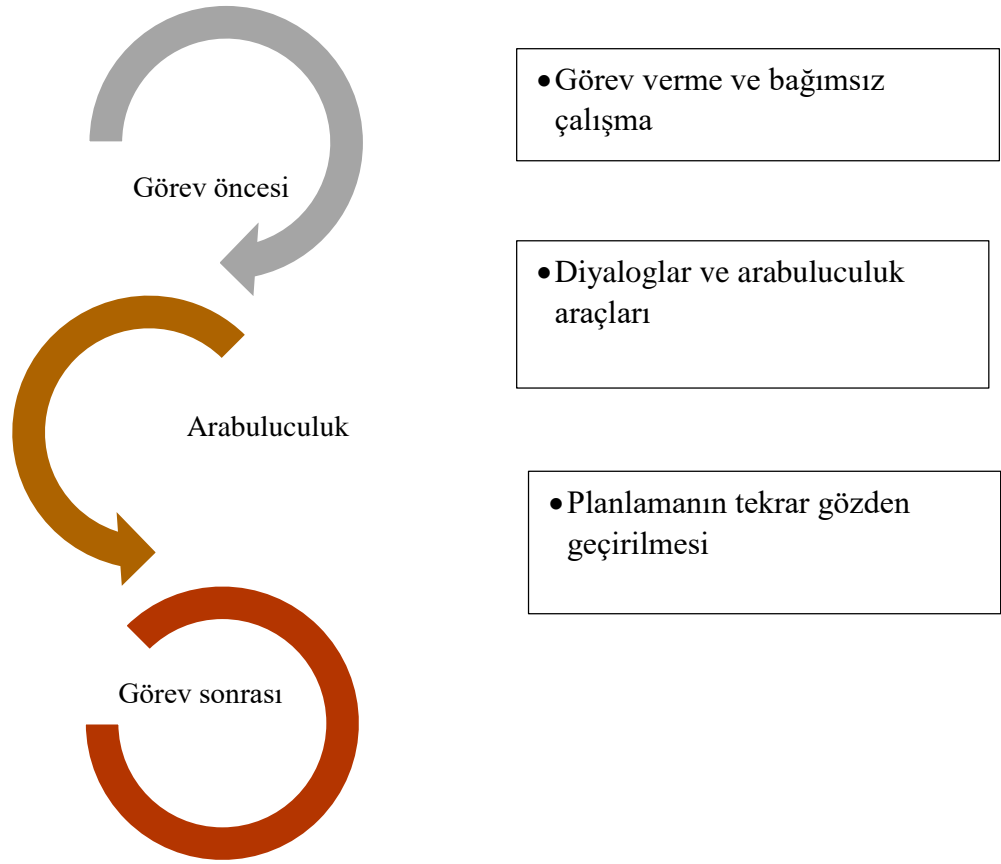 Görev öncesi
•Görev verme ve bağımsız
çalışma
Arabuluculuk
•Diyaloglar ve arabuluculuk
araçları
Görev sonrası
•Planlamanın tekrar gözden
geçirilmesi